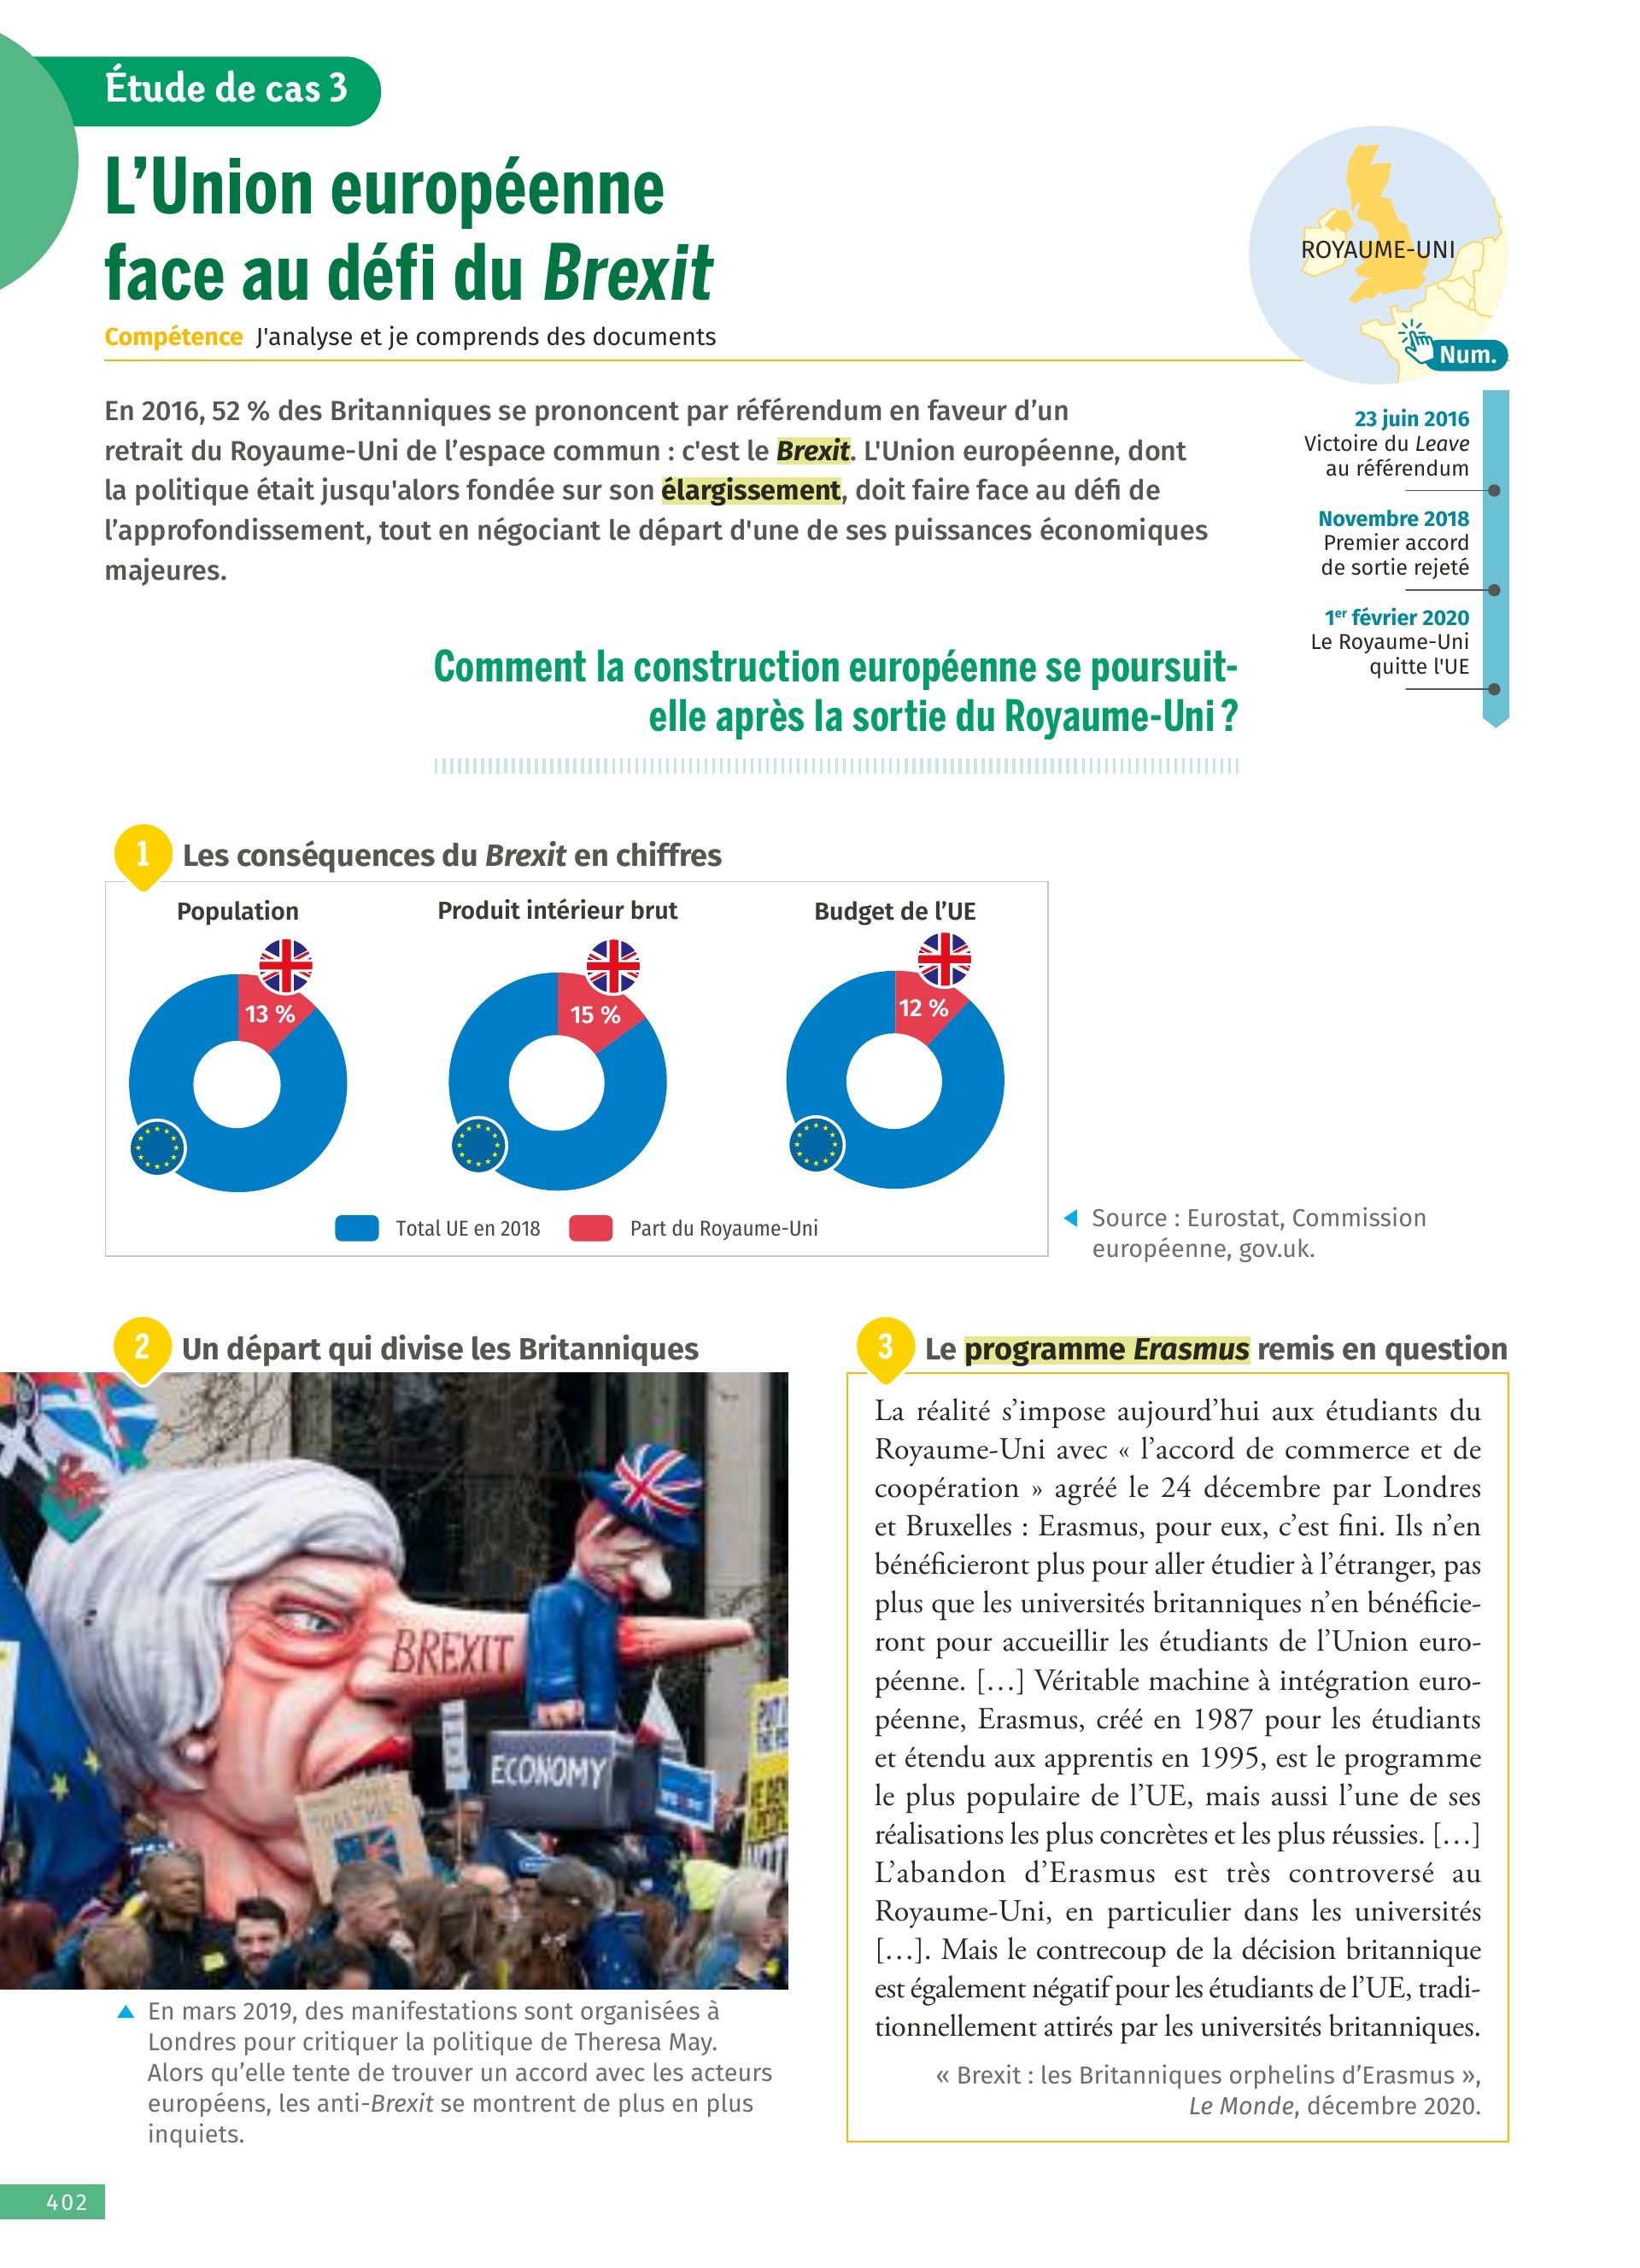 Étude de cas 3
L’Union européenne
face au défi du Brexit
Compétence J'analyse et je comprends des documents
ROYAUME-UNI
Num.
En 2016, 52 % des Britanniques se prononcent par référendum en faveur d’un
retrait du Royaume-Uni de l’espace commun : c'est le Brexit. L'Union européenne, dont
la politique était jusqu'alors fondée sur son élargissement, doit faire face au défi de
l’approfondissement, tout en négociant le départ d'une de ses puissances économiques
majeures.
23 juin 2016
Victoire du Leave
au référendum
Novembre 2018
Premier accord
de sortie rejeté
1er février 2020
Le Royaume-Uni
quitte l'UE
Comment la construction européenne se poursuit-
elle après la sortie du Royaume-Uni ?
1 Les conséquences du Brexit en chiffres
Population
Produit intérieur brut
Budget de l’UE
13 %
15 %
12 %
Total UE en 2018
Part du Royaume-Uni
Source : Eurostat, Commission
européenne, gov.uk.
2 Un départ qui divise les Britanniques
BREXIT
ECONOMY
En mars 2019, des manifestations sont organisées à
Londres pour critiquer la politique de Theresa May.
Alors qu’elle tente de trouver un accord avec les acteurs
européens, les anti-Brexit se montrent de plus en plus
inquiets.
3 Le programme Erasmus remis en question
La réalité s’impose aujourd’hui aux étudiants du
Royaume-Uni avec « l’accord de commerce et de
coopération » agréé le 24 décembre par Londres
et Bruxelles : Erasmus, pour eux, c’est fini. Ils n’en
bénéficieront plus pour aller étudier à l’étranger, pas
plus que les universités britanniques n’en bénéficie-
ront pour accueillir les étudiants de l’Union euro-
péenne. […] Véritable machine à intégration euro-
péenne, Erasmus, créé en 1987 pour les étudiants
et étendu aux apprentis en 1995, est le programme
le plus populaire de l’UE, mais aussi l’une de ses
réalisations les plus concrètes et les plus réussies. […]
L’abandon d’Erasmus est très controversé au
Royaume-Uni, en particulier dans les universités
[…]. Mais le contrecoup de la décision britannique
est également négatif pour les étudiants de l’UE, tradi-
tionnellement attirés par les universités britanniques.
« Brexit : les Britanniques orphelins d’Erasmus »,
Le Monde, décembre 2020.
402